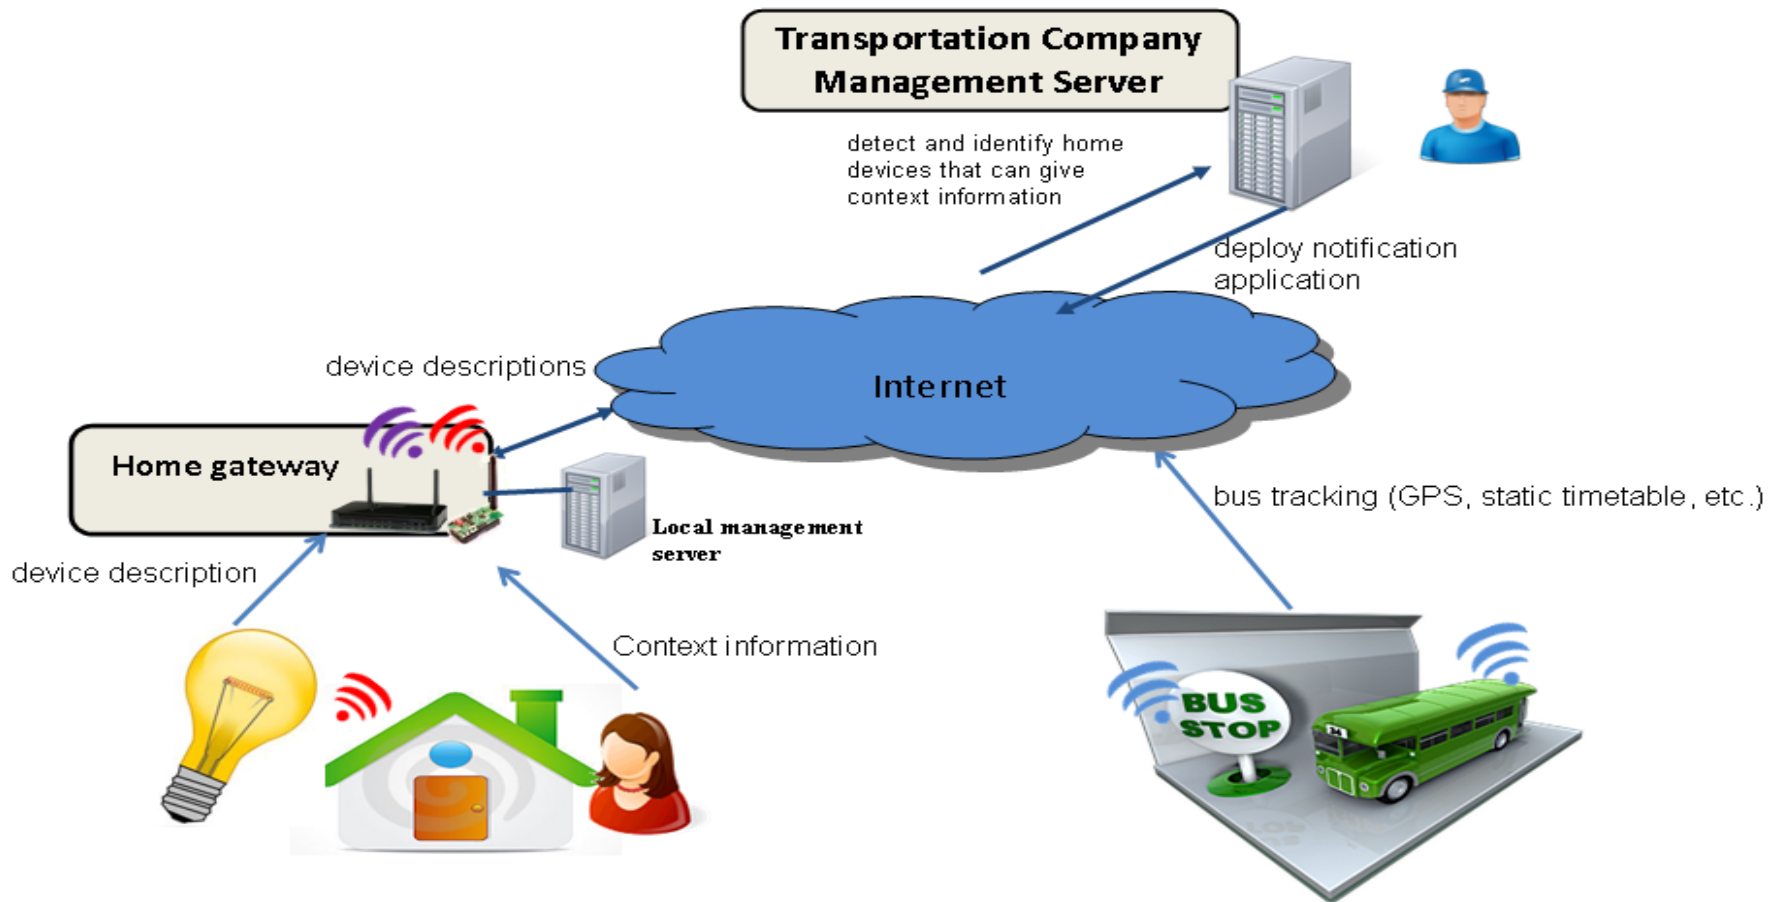 Transportation Company
Management Server
detect and identify home
devices that can give
context information
deploy notification
application
device descriptions
Internet
Home gateway
bus tracking (GPS, static timetable, etc.)
Local management
server
device description
Context information
BUS
STOP
34